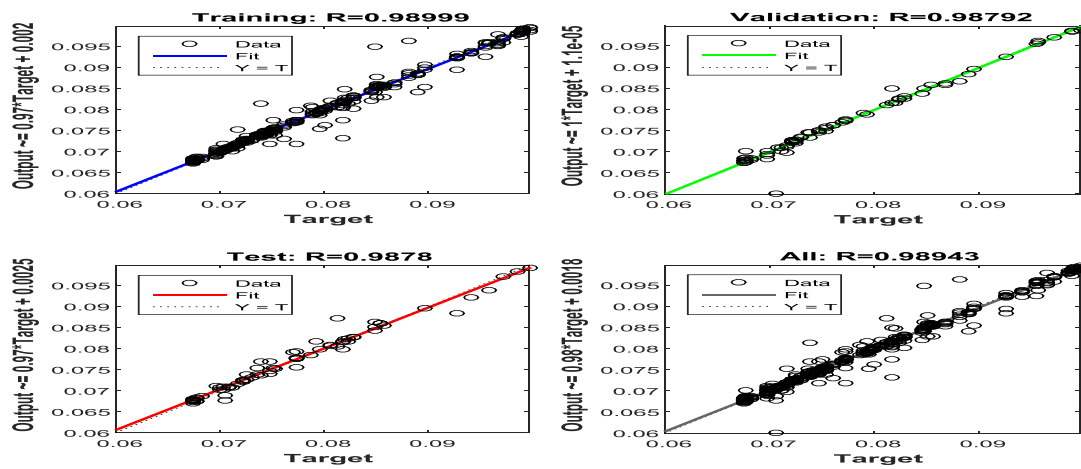 Training: R=0.98999
Output ~= 0.97*Target + 0.002
0.095
0.09
0.085
0.08
0.075
0.07
0.065
0.06
Data
Fit
Y = T
0.06 0.07 0.08 0.09
Target
Validation: R=0.98792
Output ~= 1*Target + 1.1e-05
0.095
0.09
0.085
0.08
0.075
0.07
0.065
0.06
Data
Fit
Y = T
0.06 0.07 0.08 0.09
Target
Test: R=0.9878
Output ~= 0.97*Target + 0.0025
0.095
0.09
0.085
0.08
0.075
0.07
0.065
0.06
Data
Fit
Y = T
0.06 0.07 0.08 0.09
Target
All: R=0.98943
Output ~= 0.98*Target + 0.0018
0.095
0.09
0.085
0.08
0.075
0.07
0.065
0.06
Data
Fit
Y = T
0.06 0.07 0.08 0.09
Target